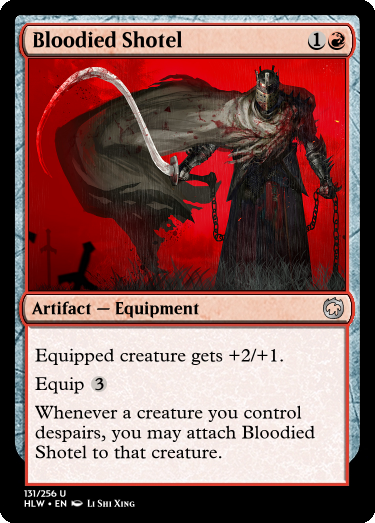 Bloodied Shotel 1
Artifact — Equipment
Equipped creature gets +2/+1.
Equip 3
Whenever a creature you control
despairs, you may attach Bloodied
Shotel to that creature.
131/256 U
HLW • EN Li Shi Xing